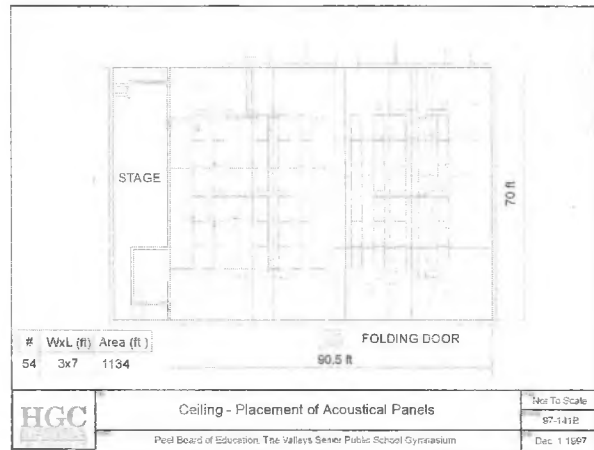 STAGE
70 ft
FOLDING DOOR
90.5 ft
# WxL (ft) Area (ft )
54 3x7 1134
HGC
Ceiling - Placement of Acoustical Panels
Not To Scale
97-141B
Peel Board of Education, The Valleys Senior Public School Gymnasium
Dec. 1 1997